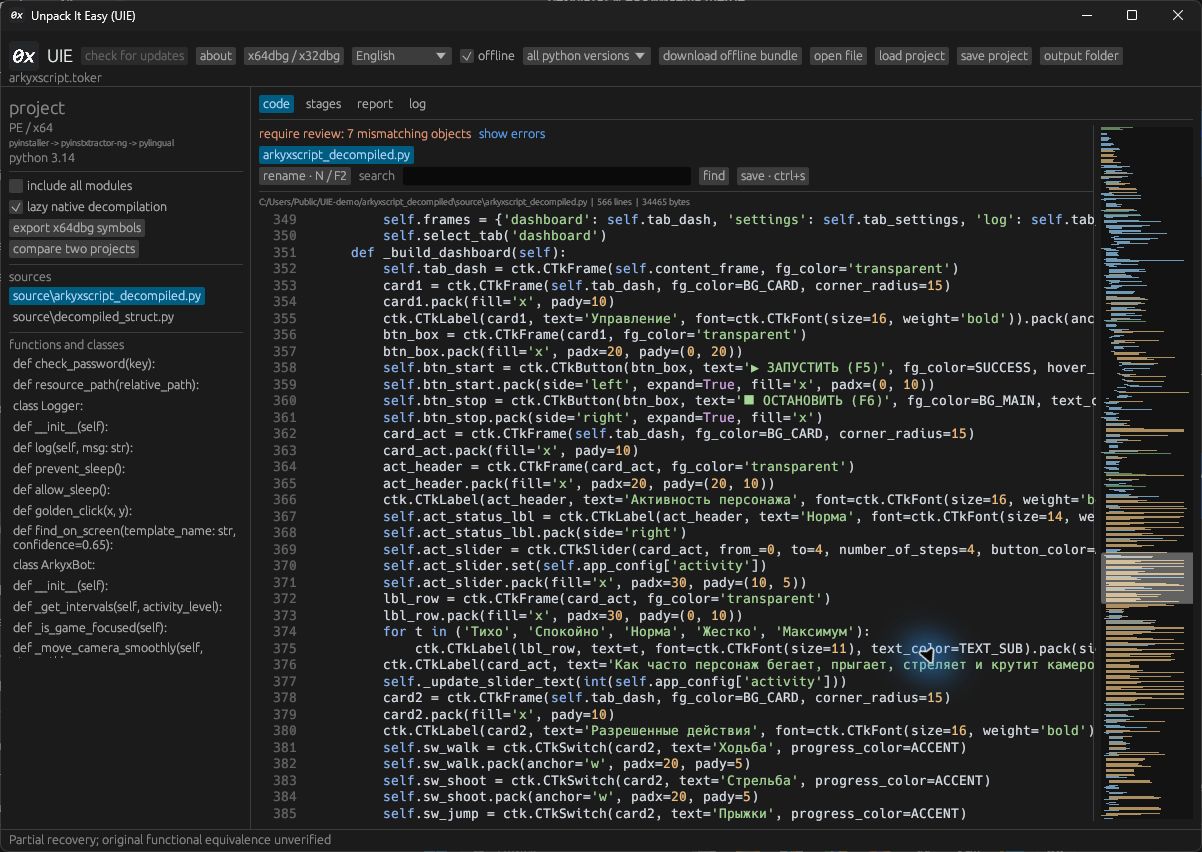 0x Unpack It Easy (UIE)
0x UIE check for updates about x64dbg / x32dbg English offline all python versions download offline bundle open file load project save project output folder
arkyxscript.toker
project
PE / x64
pyinstaller -> pyinstxtractor-ng -> pylingual
python 3.14
include all modules
lazy native decompilation
export x64dbg symbols
compare two projects
sources
source\arkyxscript_decompiled.py
source\decompiled_struct.py
functions and classes
def check_password(key):
def resource_path(relative_path):
class Logger:
def __init__(self):
def log(self, msg: str):
def prevent_sleep():
def allow_sleep():
def golden_click(x, y):
def find_on_screen(template_name: str,
confidence=0.65):
class ArkyxBot:
def __init__(self):
def _get_intervals(self, activity_level):
def _is_game_focused(self):
def _move_camera_smoothly(self,
code stages report log
require review: 7 mismatching objects show errors
arkyxscript_decompiled.py
rename · N / F2 search find save · ctrl+s
C:/Users/Public/UIE-demo/arkyxscript_decompiled\source\arkyxscript_decompiled.py | 566 lines | 34465 bytes
349 self.frames = {'dashboard': self.tab_dash, 'settings': self.tab_settings, 'log': self.tab
350 self.select_tab('dashboard')
351 def _build_dashboard(self):
352 self.tab_dash = ctk.CTkFrame(self.content_frame, fg_color='transparent')
353 card1 = ctk.CTkFrame(self.tab_dash, fg_color=BG_CARD, corner_radius=15)
354 card1.pack(fill='x', pady=10)
355 ctk.CTkLabel(card1, text='Управление', font=ctk.CTkFont(size=16, weight='bold')).pack(anc
356 btn_box = ctk.CTkFrame(card1, fg_color='transparent')
357 btn_box.pack(fill='x', padx=20, pady=(0, 20))
358 self.btn_start = ctk.CTkButton(btn_box, text='▶ ЗАПУСТИТЬ (F5)', fg_color=SUCCESS, hover_
359 self.btn_start.pack(side='left', expand=True, fill='x', padx=(0, 10))
360 self.btn_stop = ctk.CTkButton(btn_box, text='■ ОСТАНОВИТЬ (F6)', fg_color=BG_MAIN, text_c
361 self.btn_stop.pack(side='right', expand=True, fill='x')
362 card_act = ctk.CTkFrame(self.tab_dash, fg_color=BG_CARD, corner_radius=15)
363 card_act.pack(fill='x', pady=10)
364 act_header = ctk.CTkFrame(card_act, fg_color='transparent')
365 act_header.pack(fill='x', padx=20, pady=(20, 10))
366 ctk.CTkLabel(act_header, text='Активность персонажа', font=ctk.CTkFont(size=16, weight='b
367 self.act_status_lbl = ctk.CTkLabel(act_header, text='Норма', font=ctk.CTkFont(size=14, we
368 self.act_status_lbl.pack(side='right')
369 self.act_slider = ctk.CTkSlider(card_act, from_=0, to=4, number_of_steps=4, button_color=
370 self.act_slider.set(self.app_config['activity'])
371 self.act_slider.pack(fill='x', padx=30, pady=(10, 5))
372 lbl_row = ctk.CTkFrame(card_act, fg_color='transparent')
373 lbl_row.pack(fill='x', padx=30, pady=(0, 10))
374 for t in ('Тихо', 'Спокойно', 'Норма', 'Жестко', 'Максимум'):
375 ctk.CTkLabel(lbl_row, text=t, font=ctk.CTkFont(size=11), text_color=TEXT_SUB).pack(si
376 ctk.CTkLabel(card_act, text='Как часто персонаж бегает, прыгает, стреляет и крутит камеро
377 self._update_slider_text(int(self.app_config['activity']))
378 card2 = ctk.CTkFrame(self.tab_dash, fg_color=BG_CARD, corner_radius=15)
379 card2.pack(fill='x', pady=10)
380 ctk.CTkLabel(card2, text='Разрешенные действия', font=ctk.CTkFont(size=16, weight='bold')
381 self.sw_walk = ctk.CTkSwitch(card2, text='Ходьба', progress_color=ACCENT)
382 self.sw_walk.pack(anchor='w', padx=20, pady=5)
383 self.sw_shoot = ctk.CTkSwitch(card2, text='Стрельба', progress_color=ACCENT)
384 self.sw_shoot.pack(anchor='w', padx=20, pady=5)
385 self.sw_jump = ctk.CTkSwitch(card2, text='Прыжки', progress_color=ACCENT)
Partial recovery; original functional equivalence unverified